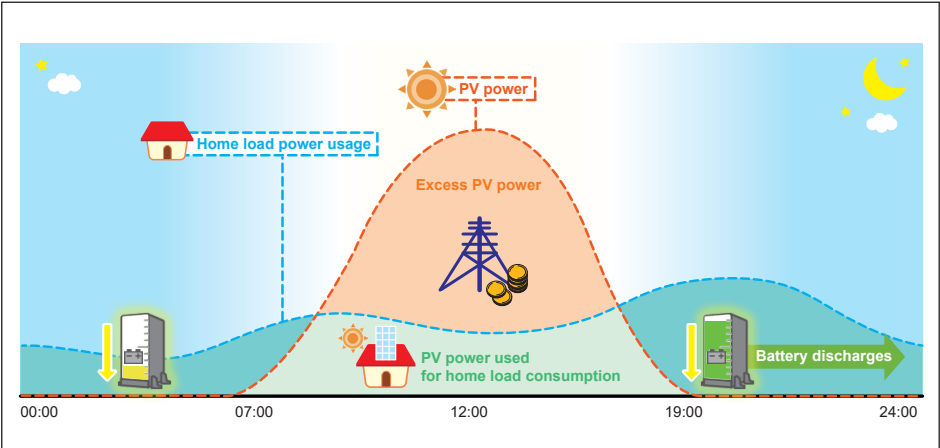 PV power
Home load power usage
Excess PV power
PV power used
for home load consumption
Battery discharges
00:00
07:00
12:00
19:00
24:00